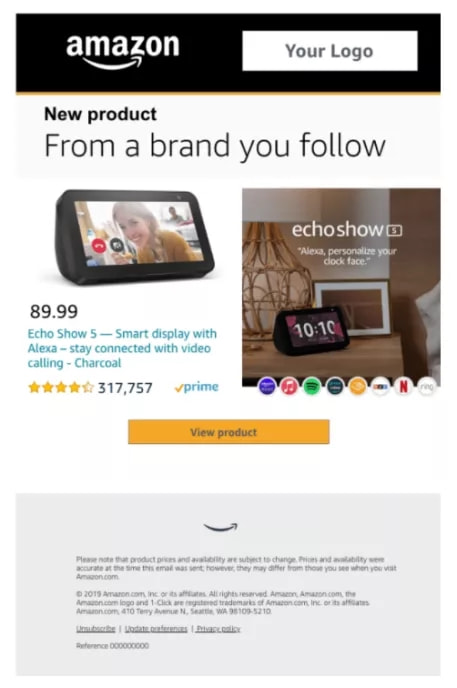 amazon
Your Logo
New product
From a brand you follow
echo show 5
"Alexa, personalize your
clock face."
10:10
89.99
Echo Show 5 — Smart display with
Alexa – stay connected with video
calling - Charcoal
317,757
prime
View product
Please note that product prices and availability are subject to change. Prices and availability were
accurate at the time this email was sent; however, they may differ from those you see when you visit
Amazon.com.
© 2019 Amazon.com, Inc. or its affiliates. All rights reserved. Amazon, Amazon.com, the
Amazon.com logo and 1-Click are registered trademarks of Amazon.com, Inc. or its affiliates.
Amazon.com, 410 Terry Avenue N., Seattle, WA 98109-5210.
Unsubscribe | Update preferences | Privacy policy
Reference 000000000